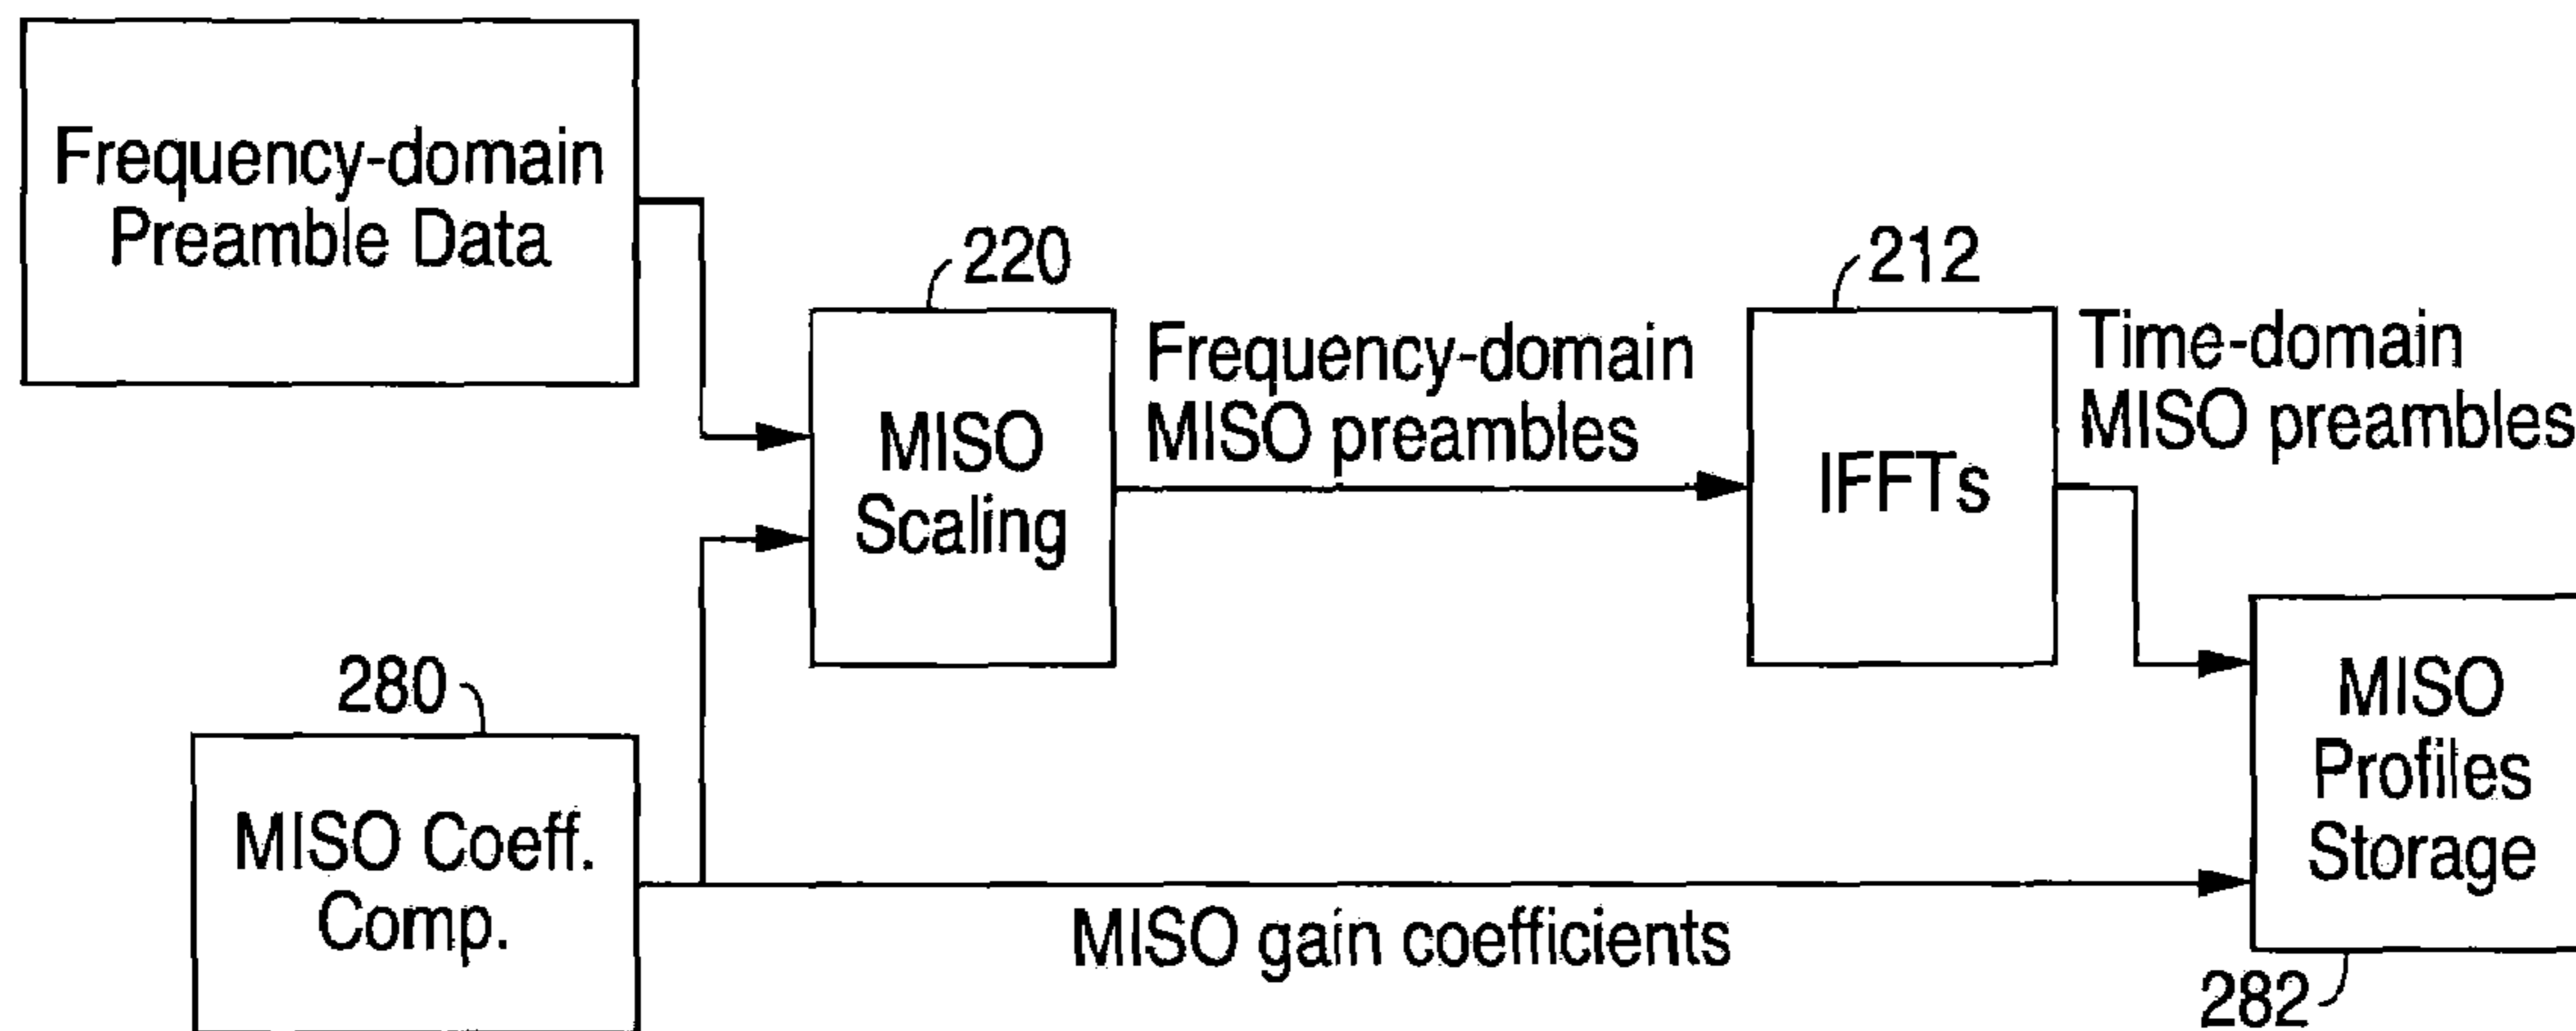 Frequency-domain
Preamble Data
220
MISO
Scaling
Frequency-domain
MISO preambles
212
IFFTs
Time-domain
MISO preambles
280
MISO Coeff.
Comp.
MISO gain coefficients
MISO
Profiles
Storage
282